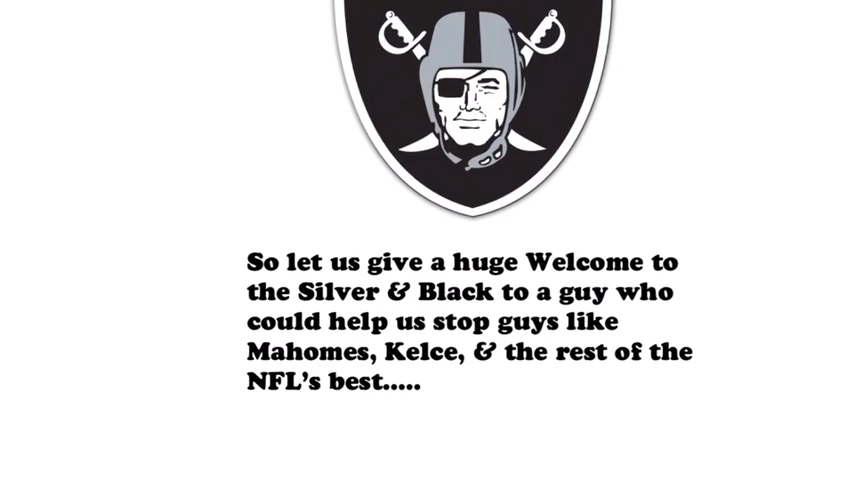 So let us give a huge Welcome to
the Silver & Black to a guy who
could help us stop guys like
Mahomes, Kelce, & the rest of the
NFL’s best.....